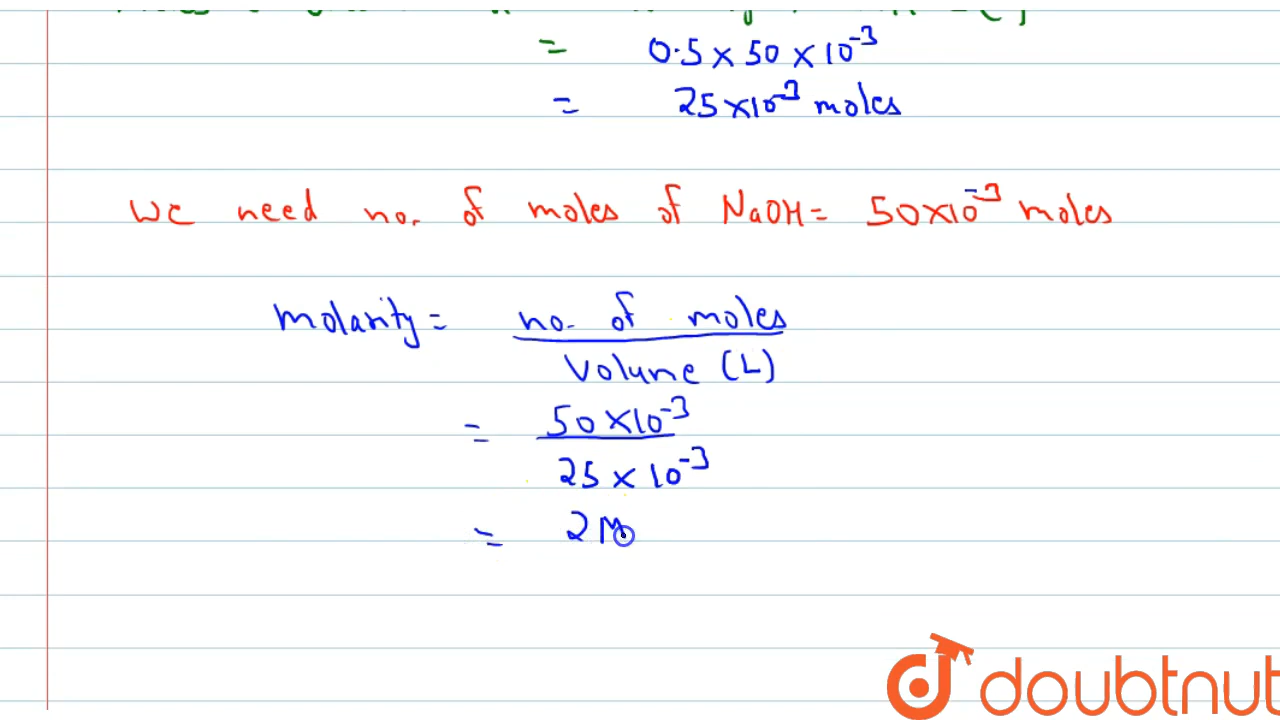 = 0.5 × 50 × 10⁻³
= 25 × 10⁻³ moles
We need no. of moles of NaOH = 50 × 10⁻³ moles
molarity = no. of moles
Volume (L)
= 50 × 10⁻³
25 × 10⁻³
= 2M
doubtnut